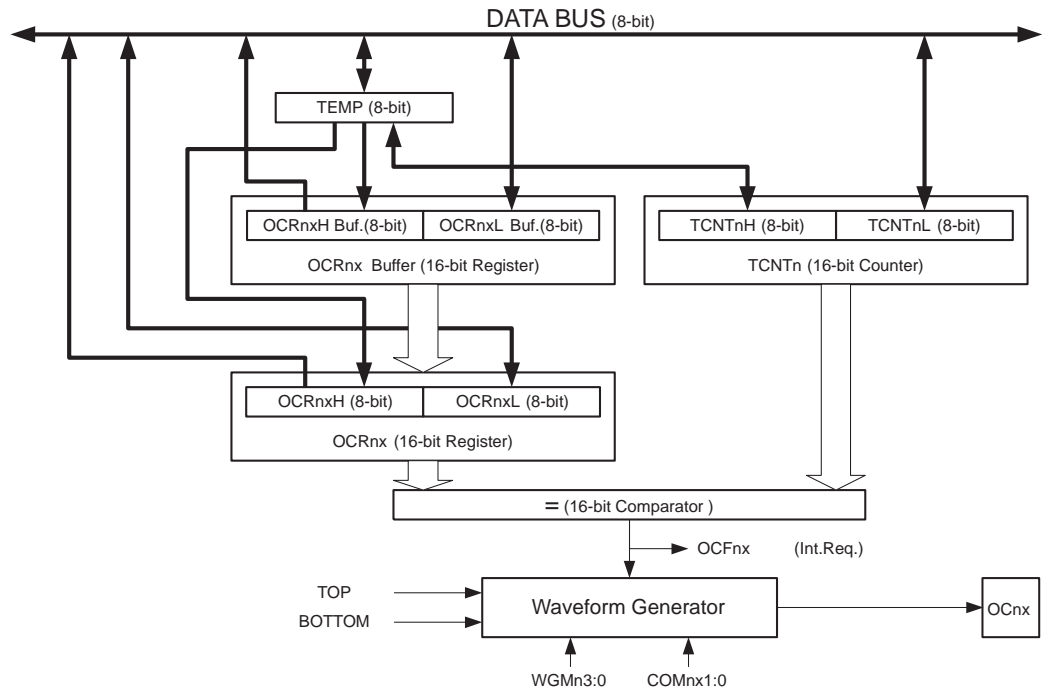 DATA BUS (8-bit)
TEMP (8-bit)
OCRnxH Buf.(8-bit) OCRnxL Buf.(8-bit)
OCRnx Buffer (16-bit Register)
TCNTnH (8-bit) TCNTnL (8-bit)
TCNTn (16-bit Counter)
OCRnxH (8-bit) OCRnxL (8-bit)
OCRnx (16-bit Register)
= (16-bit Comparator )
OCFnx (Int.Req.)
TOP
BOTTOM
Waveform Generator
OCnx
WGMn3:0 COMnx1:0